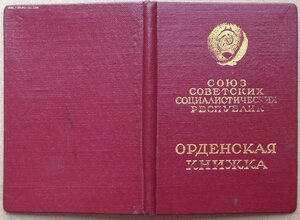 СОЮЗ
СОВЕТСКИХ
СОЦИАЛИСТИЧЕСКИХ
РЕСПУБЛИК
ОРДЕНСКАЯ
КНИЖКА